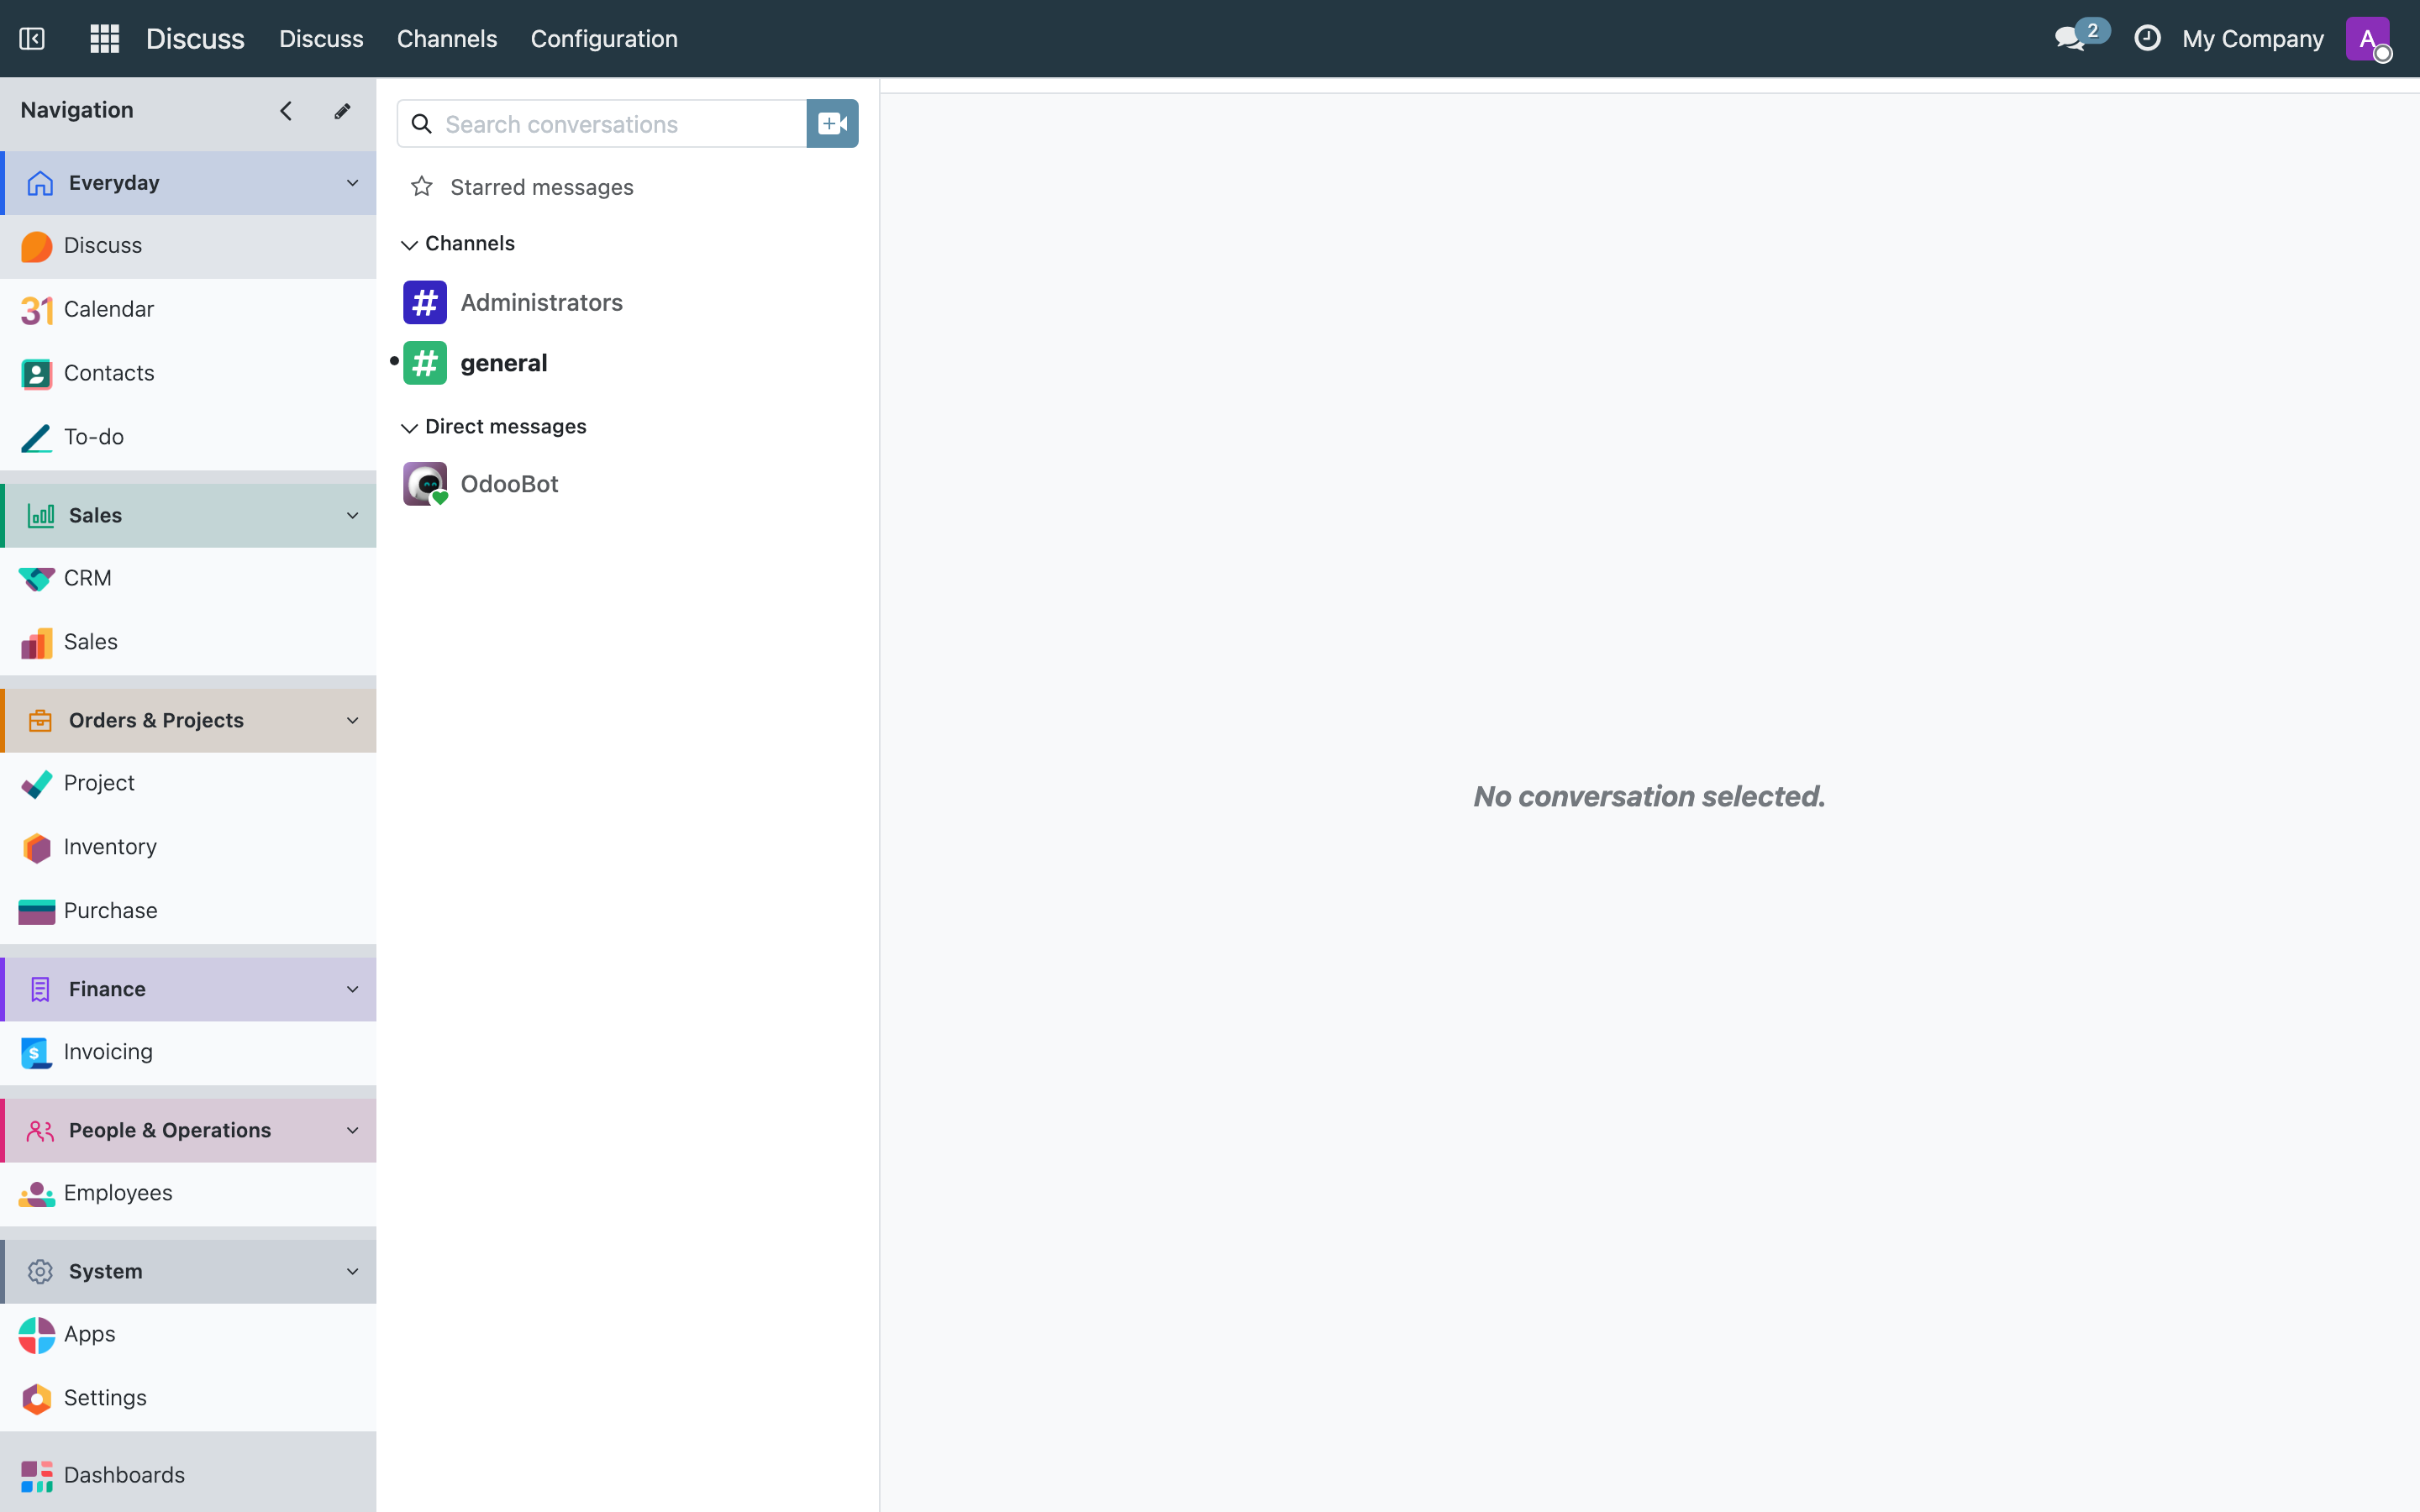 Discuss Discuss Channels Configuration 2 My Company A
Navigation
Everyday
Discuss
31 Calendar
Contacts
To-do
Sales
CRM
Sales
Orders & Projects
Project
Inventory
Purchase
Finance
$ Invoicing
People & Operations
Employees
System
Apps
Settings
Dashboards
Search conversations
Starred messages
Channels
# Administrators
# general
Direct messages
OdooBot
No conversation selected.